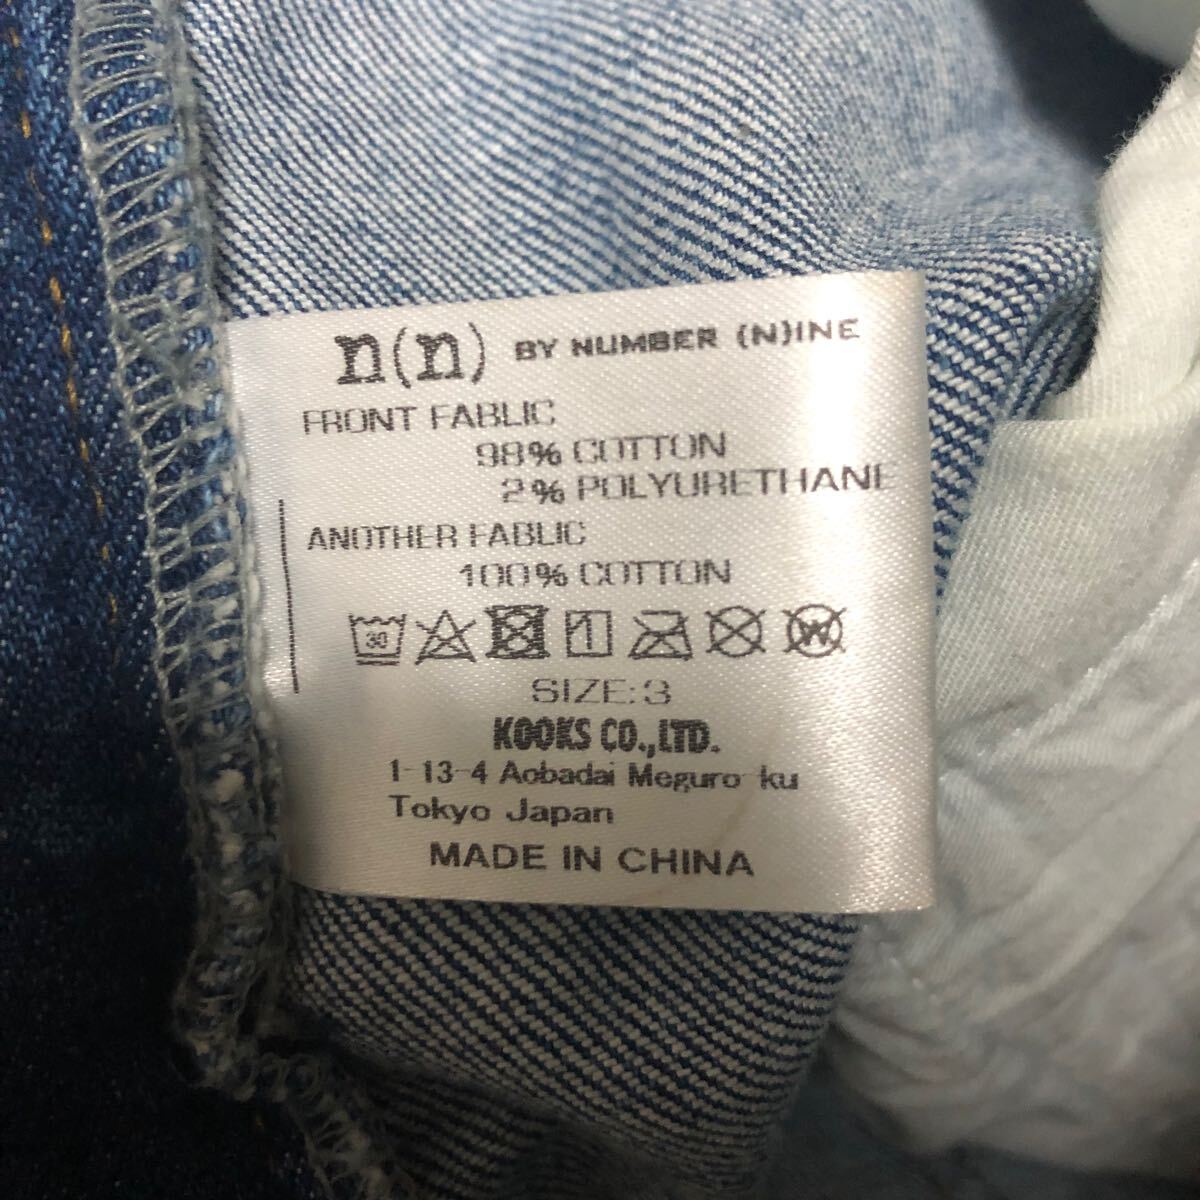 n(n) BY NUMBER (N)INE
FRONT FABLIC
98% COTTON
2% POLYURETHANE
ANOTHER FABLIC
100% COTTON
30 1 W
SIZE:3
KOOKS CO.,LTD.
1-13-4 Aobadai Meguro-ku
Tokyo Japan
MADE IN CHINA